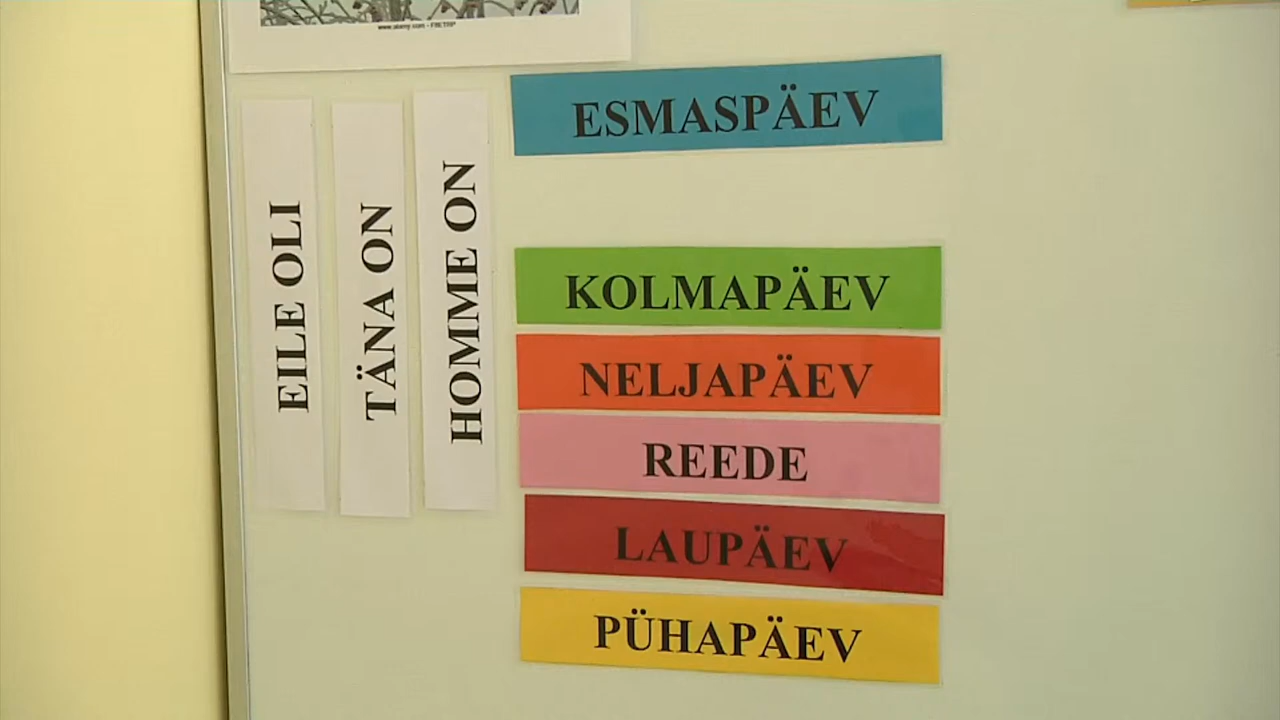 EILE OLI
TÄNA ON
HOMME ON
ESMASPÄEV
KOLMAPÄEV
NELJAPÄEV
REEDE
LAUPÄEV
PÜHAPÄEV